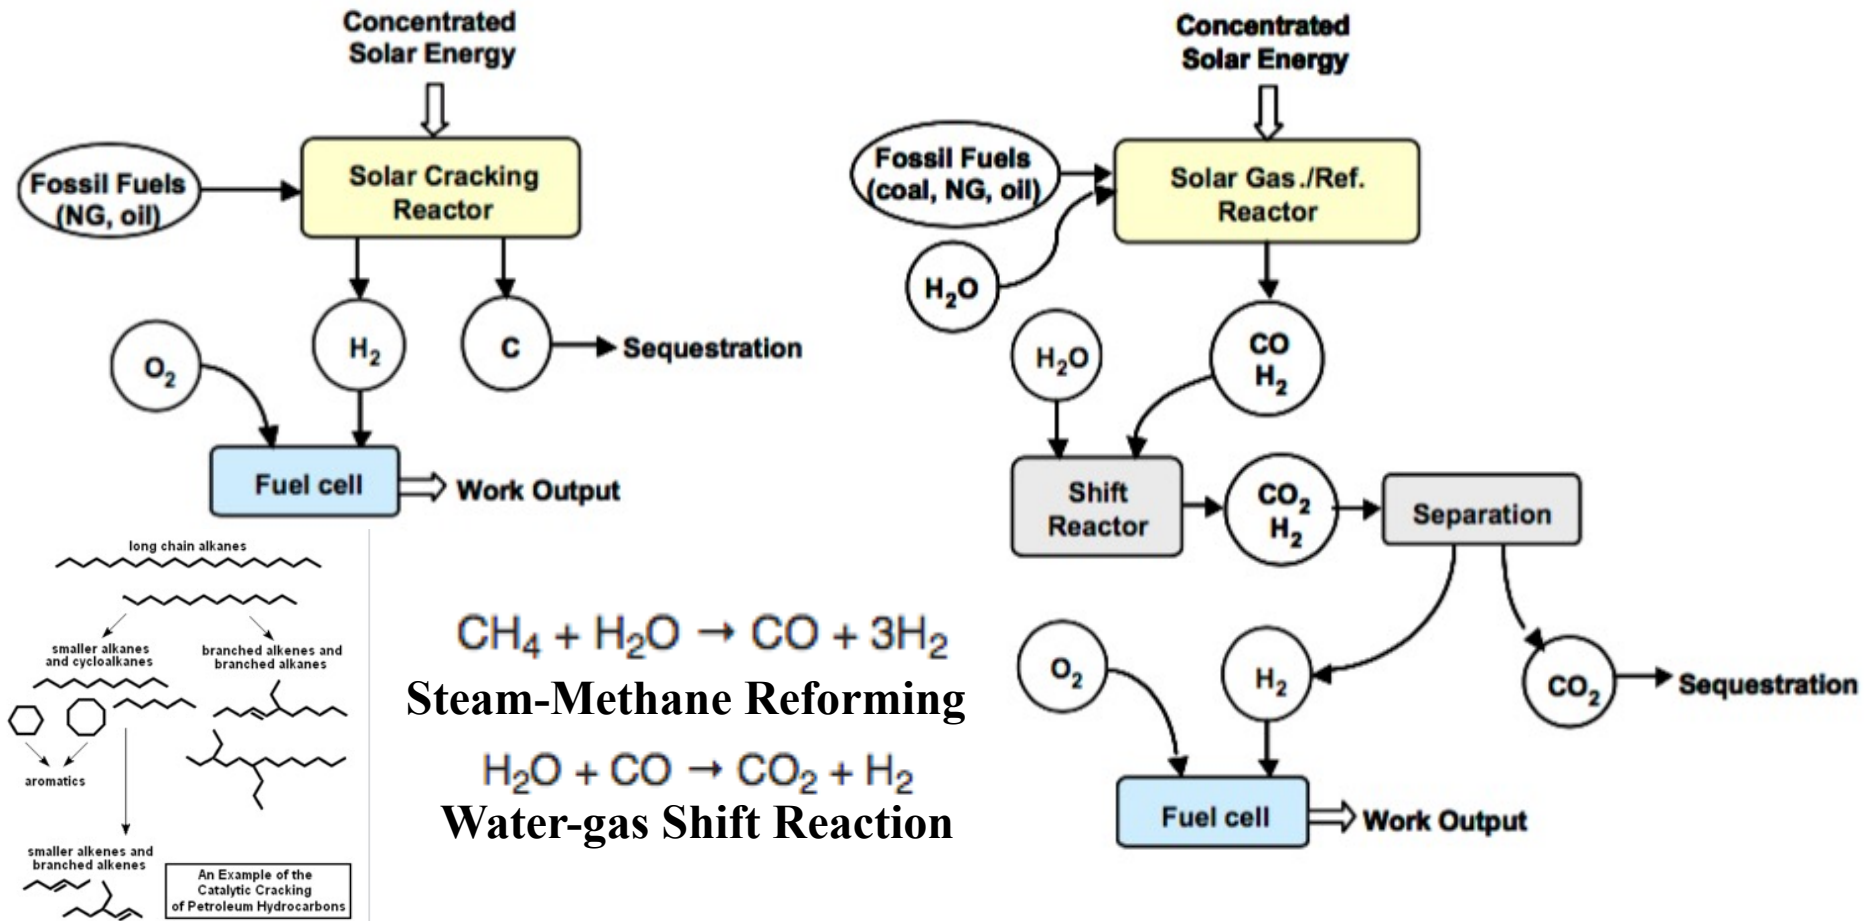 Concentrated
Solar Energy
Fossil Fuels
(NG, oil)
Solar Cracking
Reactor
O₂
H₂
C
Sequestration
Fuel cell
Work Output
long chain alkanes
smaller alkanes
and cycloalkanes
branched alkenes and
branched alkanes
aromatics
smaller alkenes and
branched alkenes
An Example of the
Catalytic Cracking
of Petroleum Hydrocarbons
CH₄ + H₂O → CO + 3H₂
Steam-Methane Reforming
H₂O + CO → CO₂ + H₂
Water-gas Shift Reaction
Concentrated
Solar Energy
Fossil Fuels
(coal, NG, oil)
Solar Gas./Ref.
Reactor
H₂O
H₂O
CO
H₂
Shift
Reactor
CO₂
H₂
Separation
O₂
H₂
CO₂
Sequestration
Fuel cell
Work Output